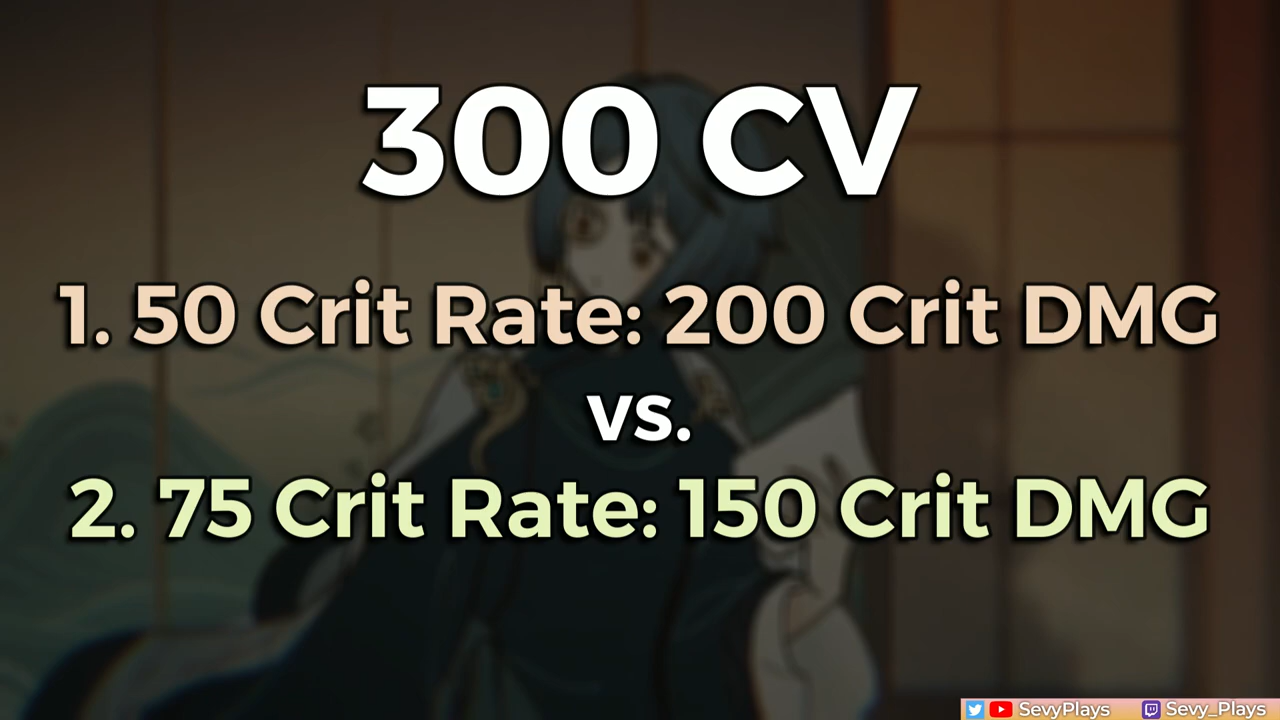 300 CV
1. 50 Crit Rate: 200 Crit DMG
vs.
2. 75 Crit Rate: 150 Crit DMG
SevyPlays Sevy_Plays